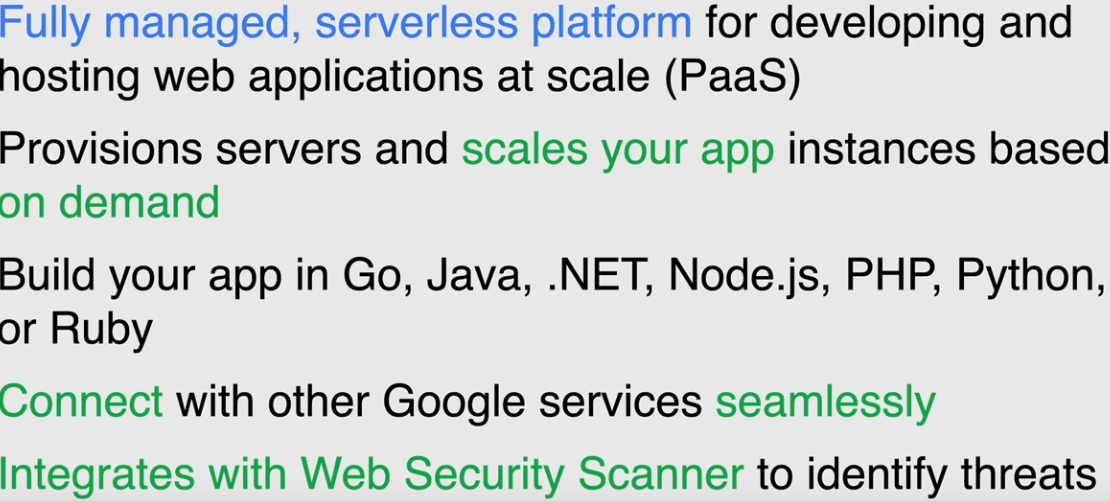 Fully managed, serverless platform for developing and
hosting web applications at scale (PaaS)
Provisions servers and scales your app instances based
on demand
Build your app in Go, Java, .NET, Node.js, PHP, Python,
or Ruby
Connect with other Google services seamlessly
Integrates with Web Security Scanner to identify threats